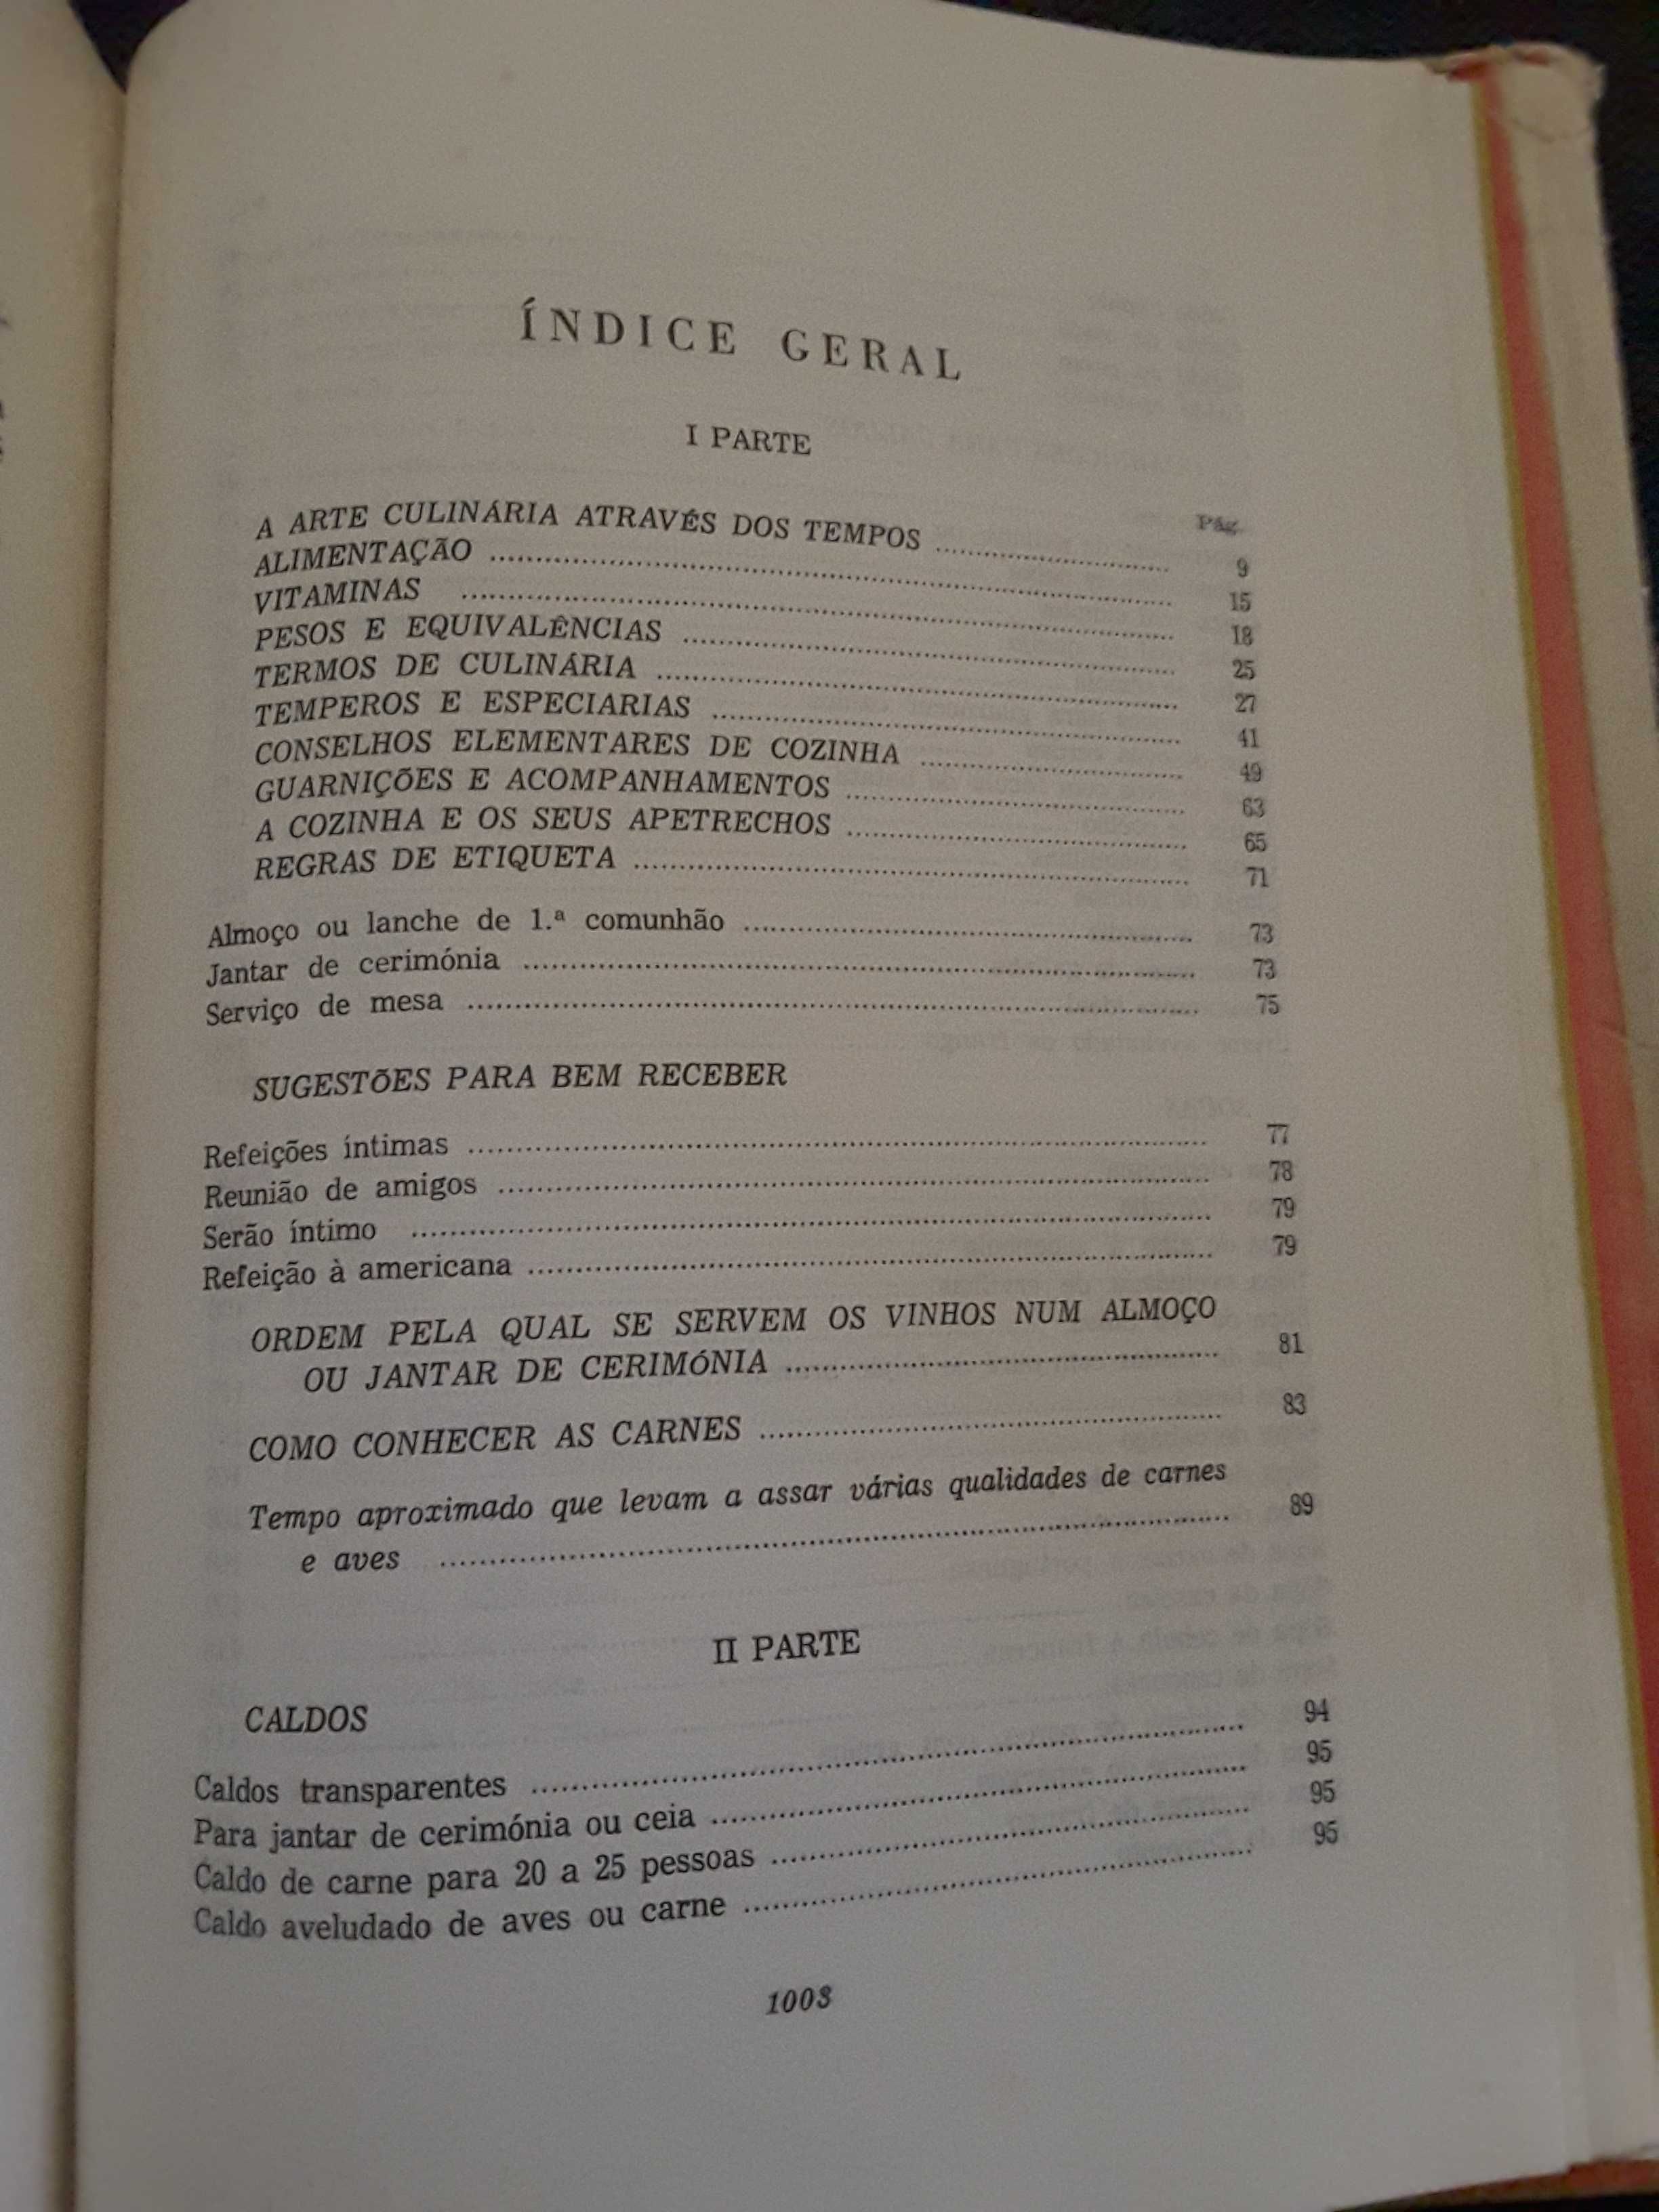 ÍNDICE GERAL
I PARTE
Pág.
A ARTE CULINÁRIA ATRAVÉS DOS TEMPOS ........ 9
ALIMENTAÇÃO ........ 15
VITAMINAS ........ 18
PESOS E EQUIVALÊNCIAS ........ 25
TERMOS DE CULINÁRIA ........ 27
TEMPEROS E ESPECIARIAS ........ 41
CONSELHOS ELEMENTARES DE COZINHA ........ 49
GUARNIÇÕES E ACOMPANHAMENTOS ........ 63
A COZINHA E OS SEUS APETRECHOS ........ 65
REGRAS DE ETIQUETA ........ 71
Almoço ou lanche de 1.ª comunhão ........ 73
Jantar de cerimónia ........ 73
Serviço de mesa ........ 75
SUGESTÕES PARA BEM RECEBER
Refeições íntimas ........ 77
Reunião de amigos ........ 78
Serão íntimo ........ 79
Refeição à americana ........ 79
ORDEM PELA QUAL SE SERVEM OS VINHOS NUM ALMOÇO
OU JANTAR DE CERIMÓNIA ........ 81
COMO CONHECER AS CARNES ........ 83
Tempo aproximado que levam a assar várias qualidades de carnes
e aves ........ 89
II PARTE
CALDOS
Caldos transparentes ........ 94
Para jantar de cerimónia ou ceia ........ 95
Caldo de carne para 20 a 25 pessoas ........ 95
Caldo aveludado de aves ou carne ........ 95
1003